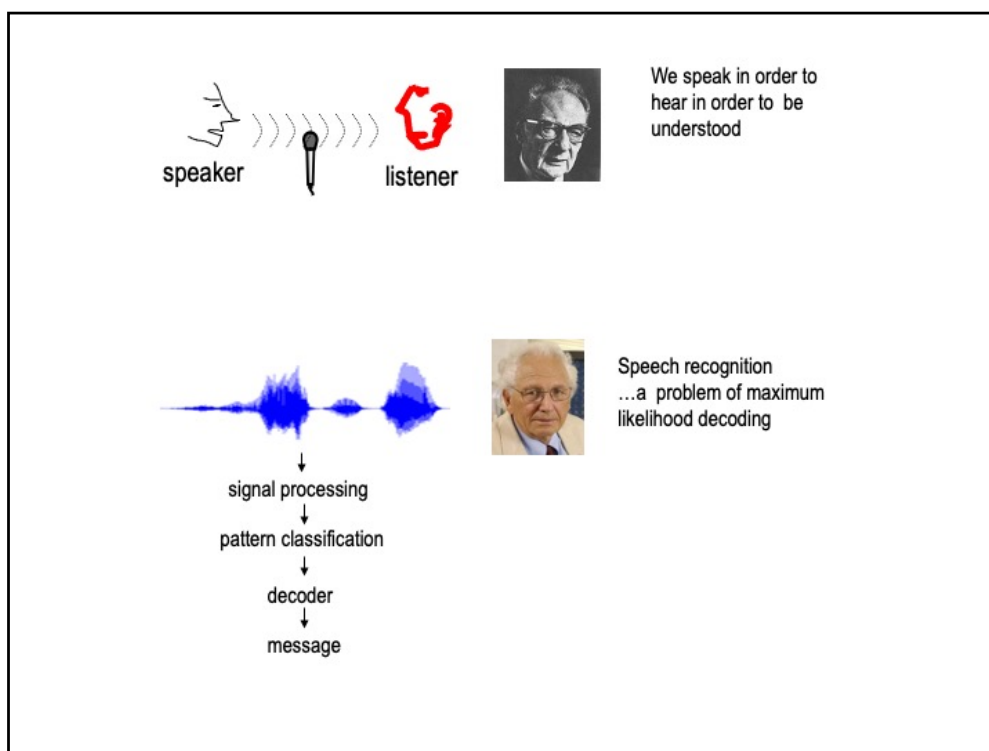 speaker
listener
We speak in order to
hear in order to be
understood
Speech recognition
…a problem of maximum
likelihood decoding
signal processing
pattern classification
decoder
message